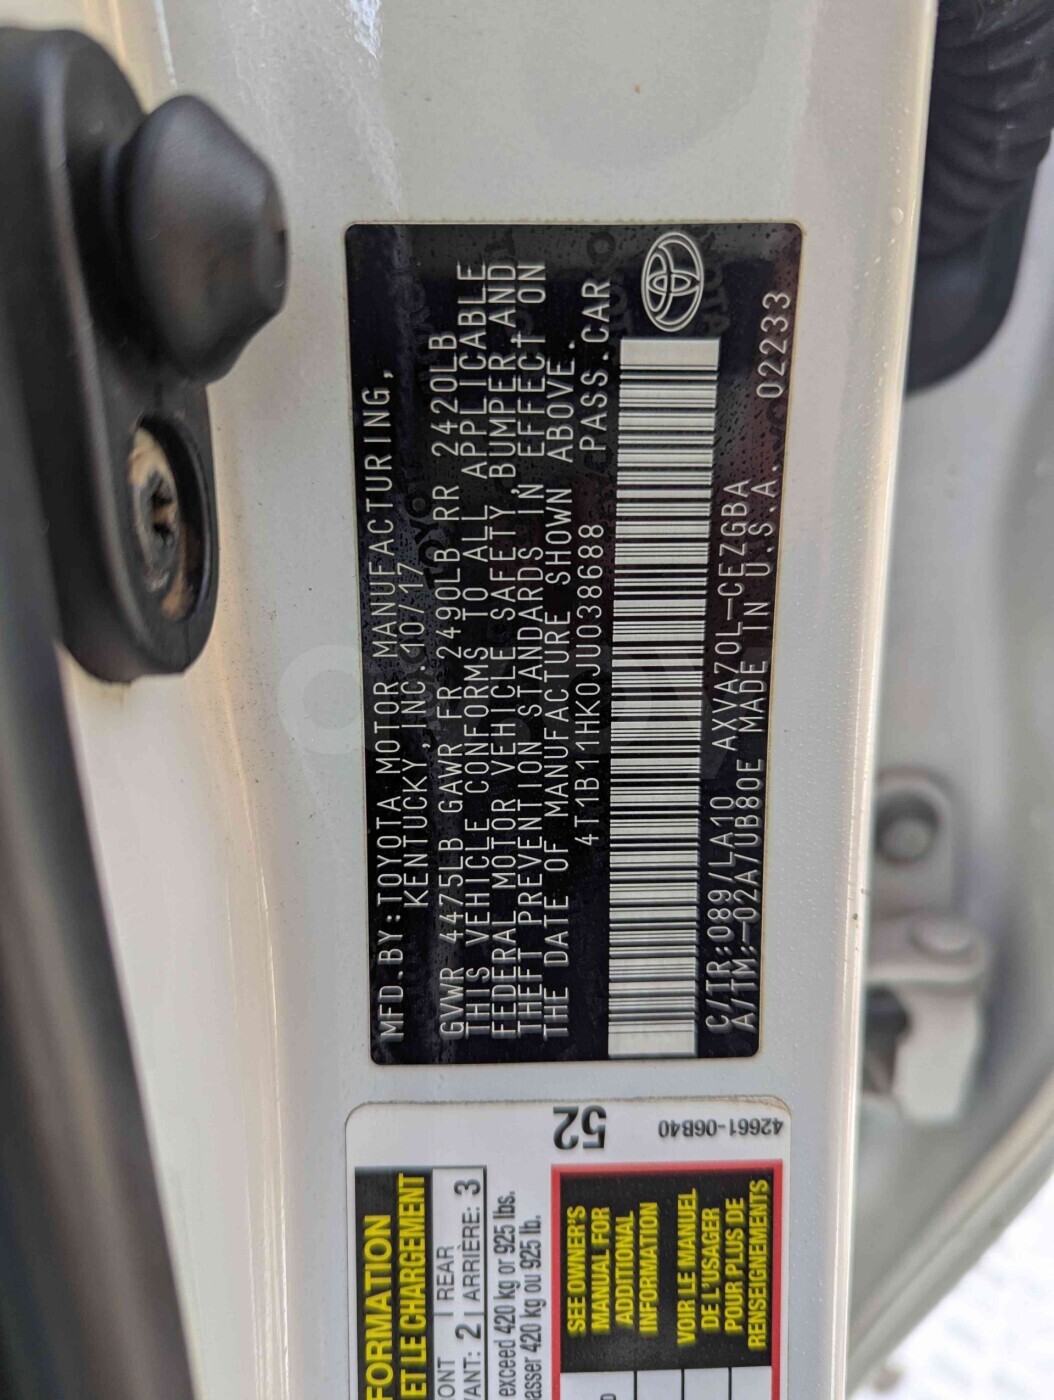 MFD.BY:TOYOTA MOTOR MANUFACTURING,
KENTUCKY,INC.10/17
GVWR 4475LB GAWR FR 2490LB RR 2420LB
THIS VEHICLE CONFORMS TO ALL APPLICABLE
FEDERAL MOTOR VEHICLE SAFETY,BUMPER,AND
THEFT PREVENTION STANDARDS IN EFFECT ON
THE DATE OF MANUFACTURE SHOWN ABOVE.
4T1B11HK0JU038688 PASS.CAR
C/TR:089/LA10 AXVA70L-CEZGBA
A/TM:-02A/UB80E MADE IN U.S.A. 02233
52
42661-06B40
ORMATION
ET LE CHARGEMENT
ONT 2 REAR 3
VANT: 2 ARRIÈRE: 3
exceed 420 kg or 925 lbs.
asser 420 kg ou 925 lb.
SEE OWNER'S
MANUAL FOR
ADDITIONAL
INFORMATION
VOIR LE MANUEL
DE L'USAGER
POUR PLUS DE
RENSEIGNEMENTS